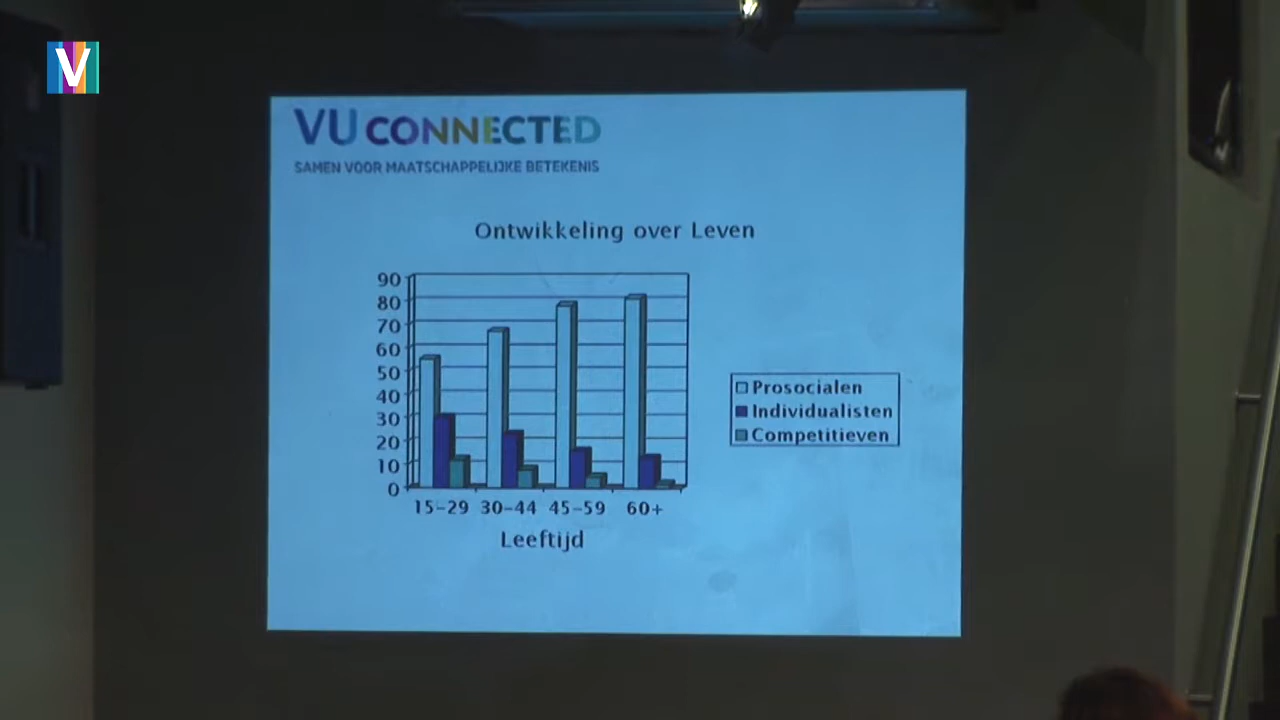 V
VU CONNECTED
SAMEN VOOR MAATSCHAPPELIJKE BETEKENIS
Ontwikkeling over Leven
90
80
70
60
50
40
30
20
10
0
15-29 30-44 45-59 60+
Leeftijd
Prosocialen
Individualisten
Competitieven